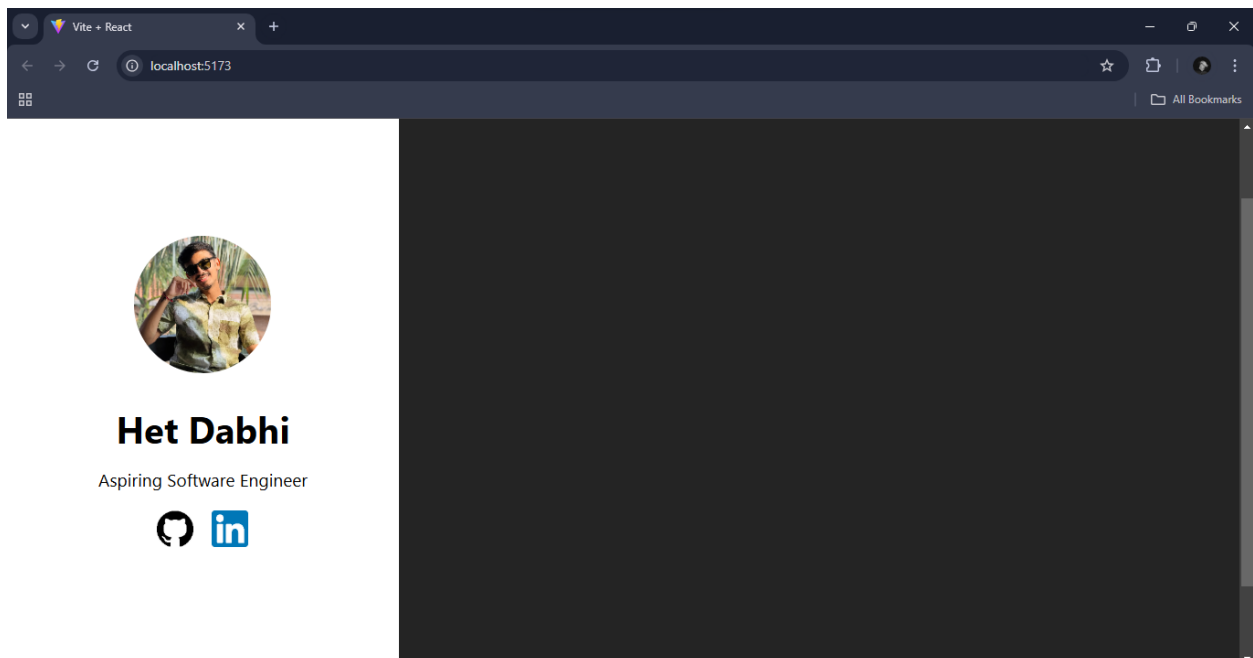 Vite + React
localhost:5173
All Bookmarks
Het Dabhi
Aspiring Software Engineer
in